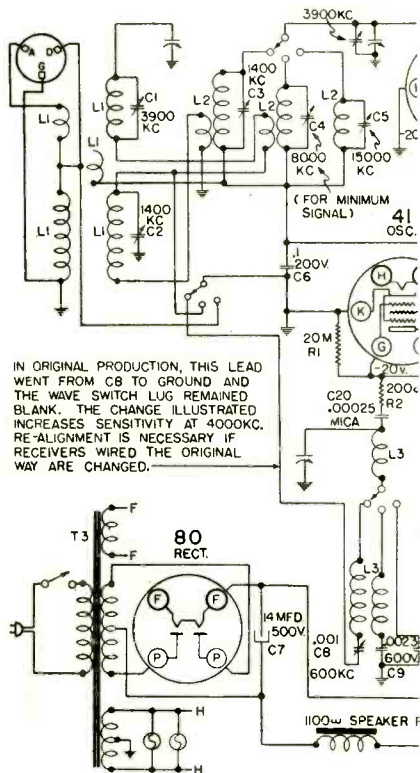 3900KC
A
D
G
L1
C1
3900
KC
L1
L1
L2
1400
KC
C3
L2
C4
8000
KC
L2
C5
15000
KC
(FOR MINIMUM
SIGNAL)
L1
L1
1400
KC
C2
41
OSC.
.1
200V.
C6
H
K
G
20M
R1
-20V.
R2
C20
.00025
MICA
L3
IN ORIGINAL PRODUCTION, THIS LEAD
WENT FROM C8 TO GROUND AND
THE WAVE SWITCH LUG REMAINED
BLANK. THE CHANGE ILLUSTRATED
INCREASES SENSITIVITY AT 4000KC.
RE-ALIGNMENT IS NECESSARY IF
RECEIVERS WIRED THE ORIGINAL
WAY ARE CHANGED.
T3
F
F
80
RECT.
F
F
P
P
14MFD
500V.
C7
L3
.001
C8
600KC
.0023
600V.
C9
H
H
1100ω SPEAKER F